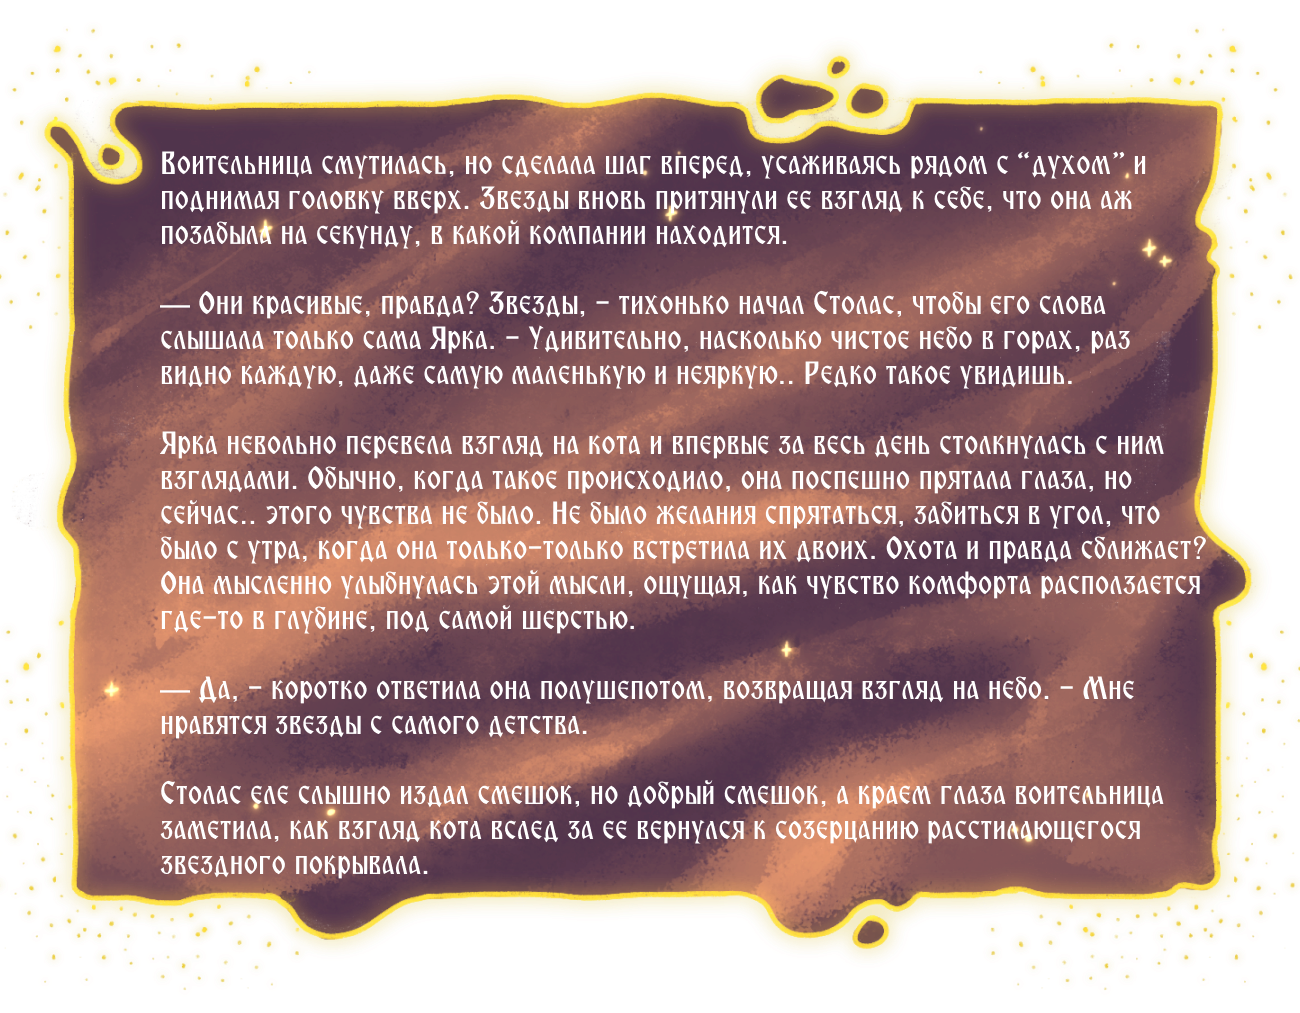 Воительница смутилась, но сделала шаг вперед, усаживаясь рядом с “духом” и
поднимая головку вверх. Звезды вновь притянули ее взгляд к себе, что она аж
позабыла на секунду, в какой компании находится.
— Они красивые, правда? Звезды, - тихонько начал Столас, чтобы его слова
слышала только сама Ярка. - Удивительно, насколько чистое небо в горах, раз
видно каждую, даже самую маленькую и неяркую.. Редко такое увидишь.
Ярка невольно перевела взгляд на кота и впервые за весь день столкнулась с ним
взглядами. Обычно, когда такое происходило, она поспешно прятала глаза, но
сейчас.. этого чувства не было. Не было желания спрятаться, забиться в угол, что
было с утра, когда она только-только встретила их двоих. Охота и правда сближает?
Она мысленно улыбнулась этой мысли, ощущая, как чувство комфорта расползается
где-то в глубине, под самой шерстью.
— Да, - коротко ответила она полушепотом, возвращая взгляд на небо. - Мне
нравятся звезды с самого детства.
Столас еле слышно издал смешок, но добрый смешок, а краем глаза воительница
заметила, как взгляд кота вслед за ее вернулся к созерцанию расстилающегося
звездного покрывала.